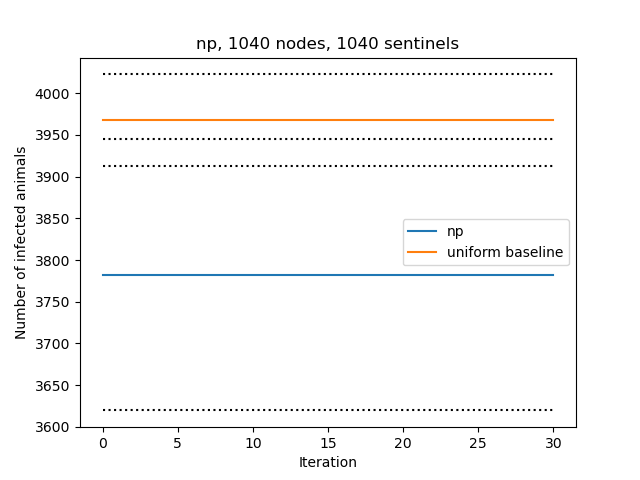 np, 1040 nodes, 1040 sentinels
Number of infected animals
4000
3950
3900
3850
3800
3750
3700
3650
3600
np
uniform baseline
0 5 10 15 20 25 30
Iteration